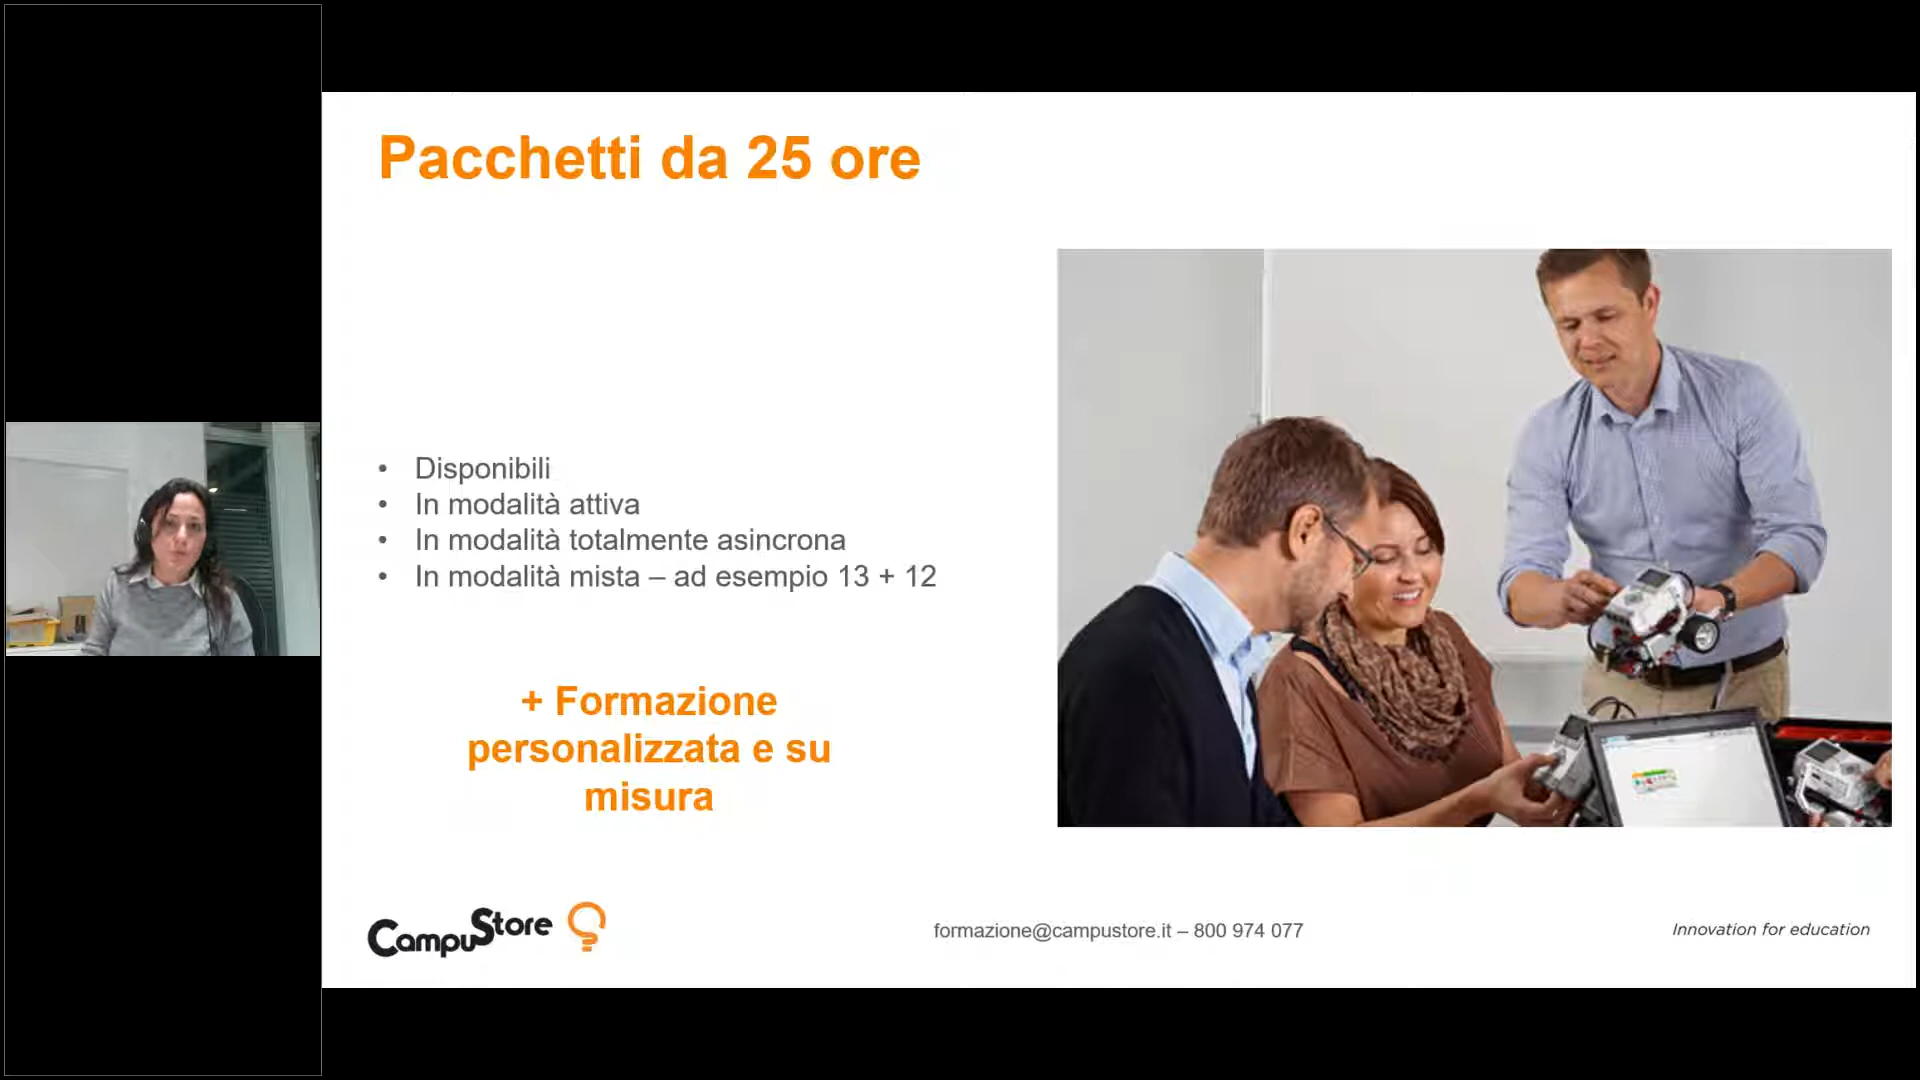 Pacchetti da 25 ore
• Disponibili
• In modalità attiva
• In modalità totalmente asincrona
• In modalità mista – ad esempio 13 + 12
+ Formazione
personalizzata e su
misura
CampuStore
formazione@campustore.it – 800 974 077
Innovation for education